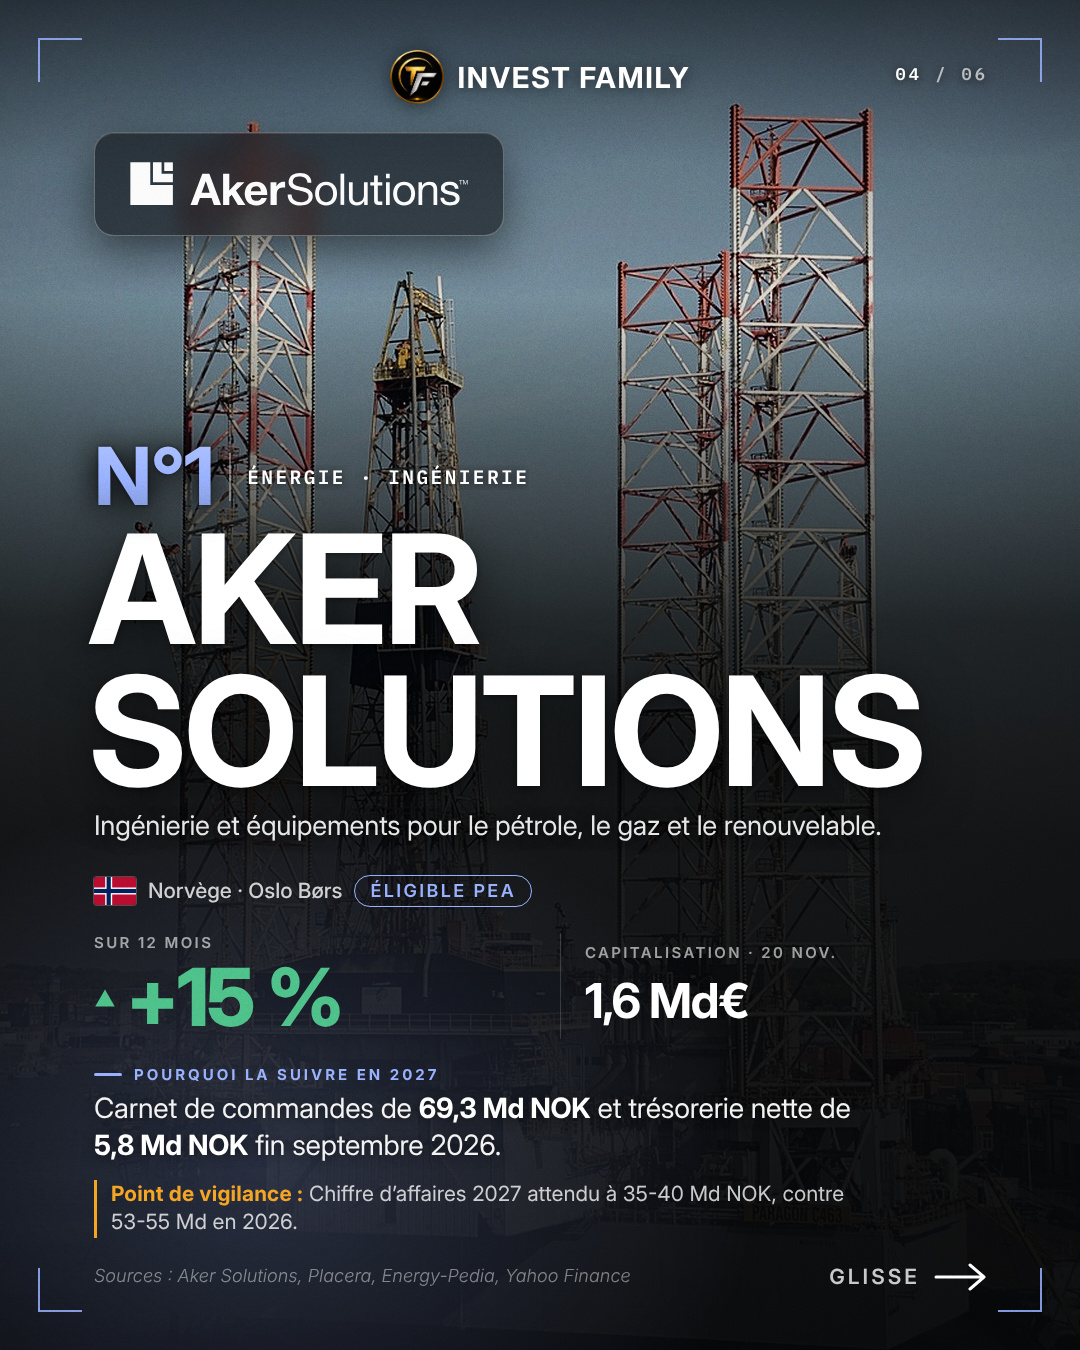 INVEST FAMILY
04 / 06
AkerSolutions™
N°1
ÉNERGIE · INGÉNIERIE
AKER
SOLUTIONS
Ingénierie et équipements pour le pétrole, le gaz et le renouvelable.
Norvège · Oslo Børs
ÉLIGIBLE PEA
SUR 12 MOIS
▲ +15 %
CAPITALISATION · 20 NOV.
1,6 Md€
POURQUOI LA SUIVRE EN 2027
Carnet de commandes de 69,3 Md NOK et trésorerie nette de
5,8 Md NOK fin septembre 2026.
Point de vigilance : Chiffre d’affaires 2027 attendu à 35-40 Md NOK, contre
53-55 Md en 2026.
PARAGON C463
Sources : Aker Solutions, Placera, Energy-Pedia, Yahoo Finance
GLISSE